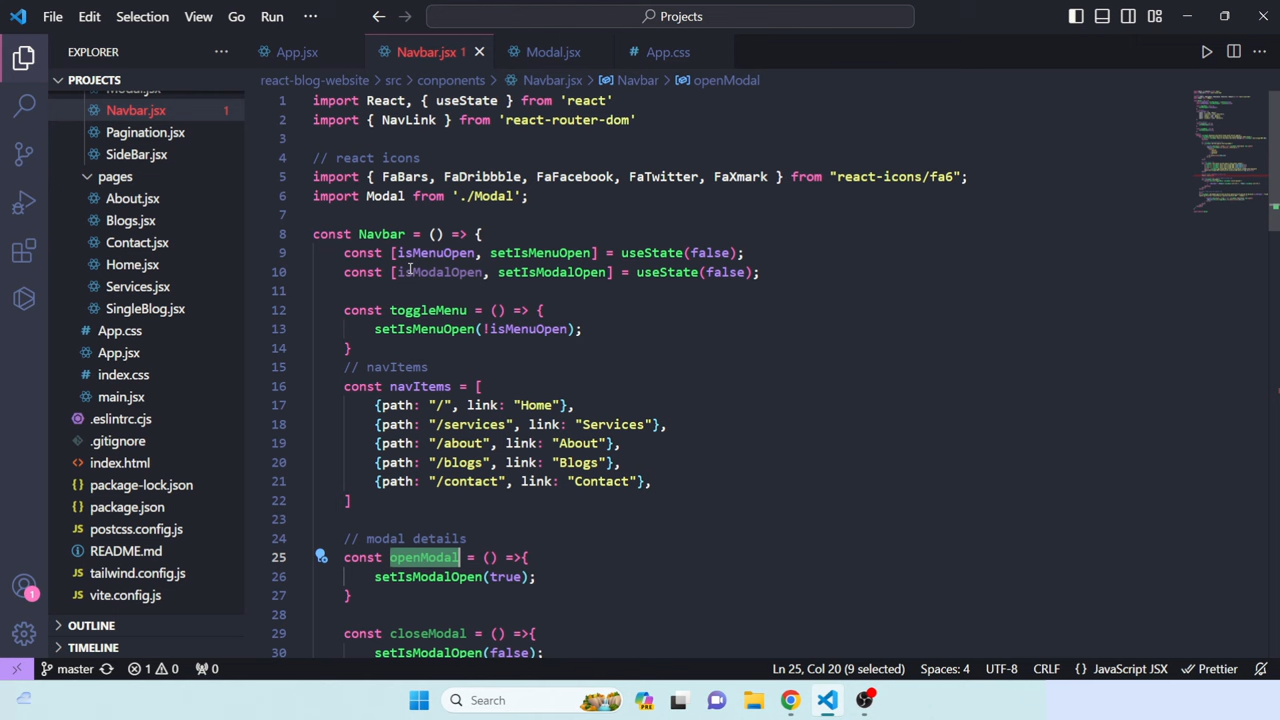 File Edit Selection View Go Run ··· Projects
EXPLORER ···
App.jsx Navbar.jsx 1 Modal.jsx App.css
PROJECTS
react-blog-website > src > conponents > Navbar.jsx > Navbar > openModal
Modal.jsx
Navbar.jsx 1
Pagination.jsx
SideBar.jsx
pages
About.jsx
Blogs.jsx
Contact.jsx
Home.jsx
Services.jsx
SingleBlog.jsx
App.css
App.jsx
index.css
main.jsx
.eslintrc.cjs
.gitignore
index.html
package-lock.json
package.json
postcss.config.js
README.md
tailwind.config.js
vite.config.js
OUTLINE
TIMELINE
1 import React, { useState } from 'react'
2 import { NavLink } from 'react-router-dom'
3
4 // react icons
5 import { FaBars, FaDribbble, FaFacebook, FaTwitter, FaXmark } from "react-icons/fa6";
6 import Modal from './Modal';
7
8 const Navbar = () => {
9 const [isMenuOpen, setIsMenuOpen] = useState(false);
10 const [isModalOpen, setIsModalOpen] = useState(false);
11
12 const toggleMenu = () => {
13 setIsMenuOpen(!isMenuOpen);
14 }
15 // navItems
16 const navItems = [
17 {path: "/", link: "Home"},
18 {path: "/services", link: "Services"},
19 {path: "/about", link: "About"},
20 {path: "/blogs", link: "Blogs"},
21 {path: "/contact", link: "Contact"},
22 ]
23
24 // modal details
25 const openModal = () =>{
26 setIsModalOpen(true);
27 }
28
29 const closeModal = () =>{
30 setIsModalOpen(false);
1
master 1 0 0 Ln 25, Col 20 (9 selected) Spaces: 4 UTF-8 CRLF {} JavaScript JSX Prettier
Search
PRE